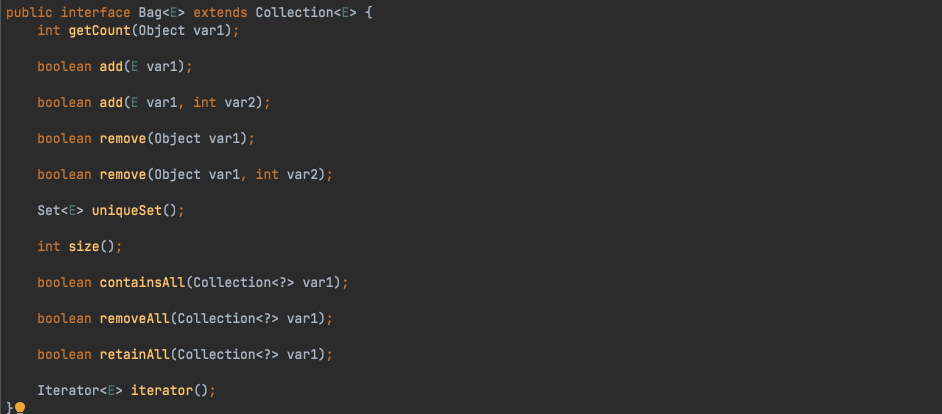 public interface Bag<E> extends Collection<E> {
int getCount(Object var1);
boolean add(E var1);
boolean add(E var1, int var2);
boolean remove(Object var1);
boolean remove(Object var1, int var2);
Set<E> uniqueSet();
int size();
boolean containsAll(Collection<?> var1);
boolean removeAll(Collection<?> var1);
boolean retainAll(Collection<?> var1);
Iterator<E> iterator();
}